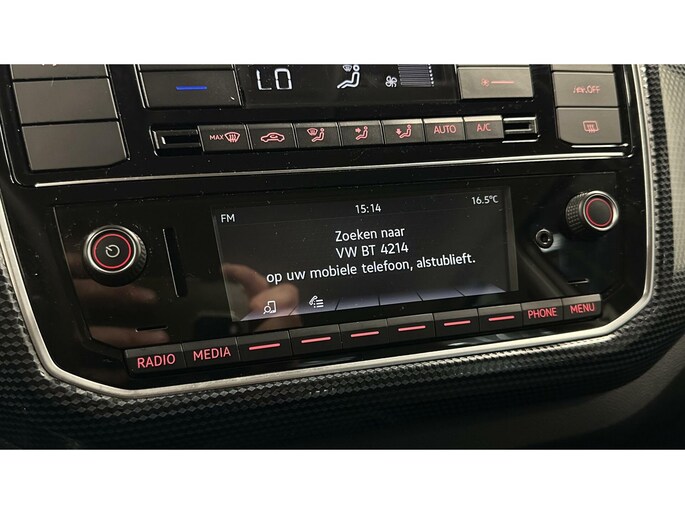 LO
OFF
MAX
AUTO
A/C
FM
15:14
16.5°C
Zoeken naar
VW BT 4214
op uw mobiele telefoon, alstublieft.
RADIO
MEDIA
PHONE
MENU